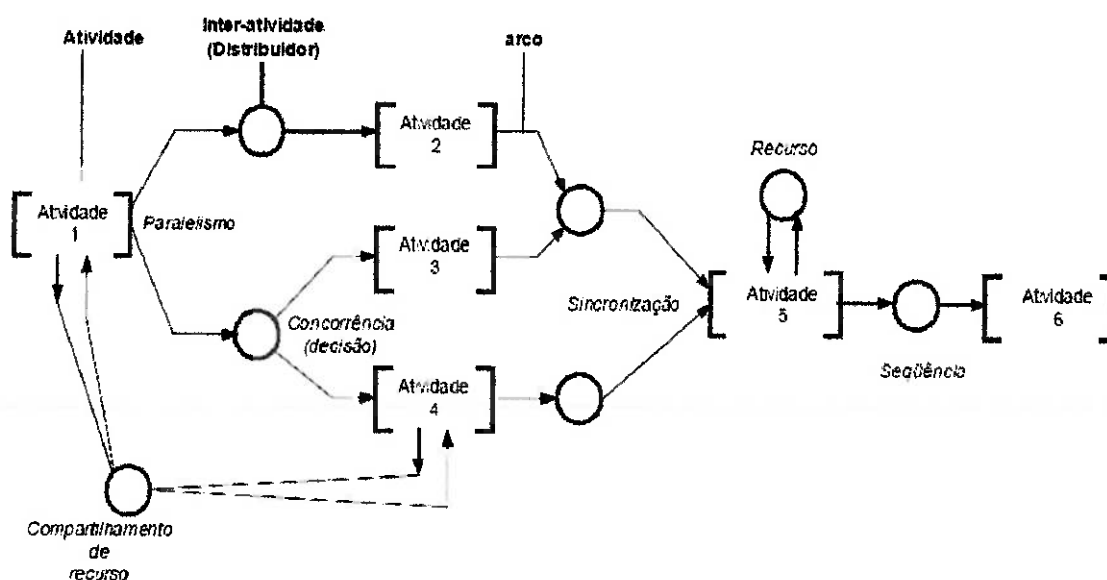 Atividade
Inter-atividade
(Distribuidor)
arco
Atividade
2
Recurso
Atividade
1
Paralelismo
Atividade
3
Sincronização
Atividade
5
Atividade
6
Concorrência
(decisão)
Seqüência
Atividade
4
Compartilhamento
de
recurso